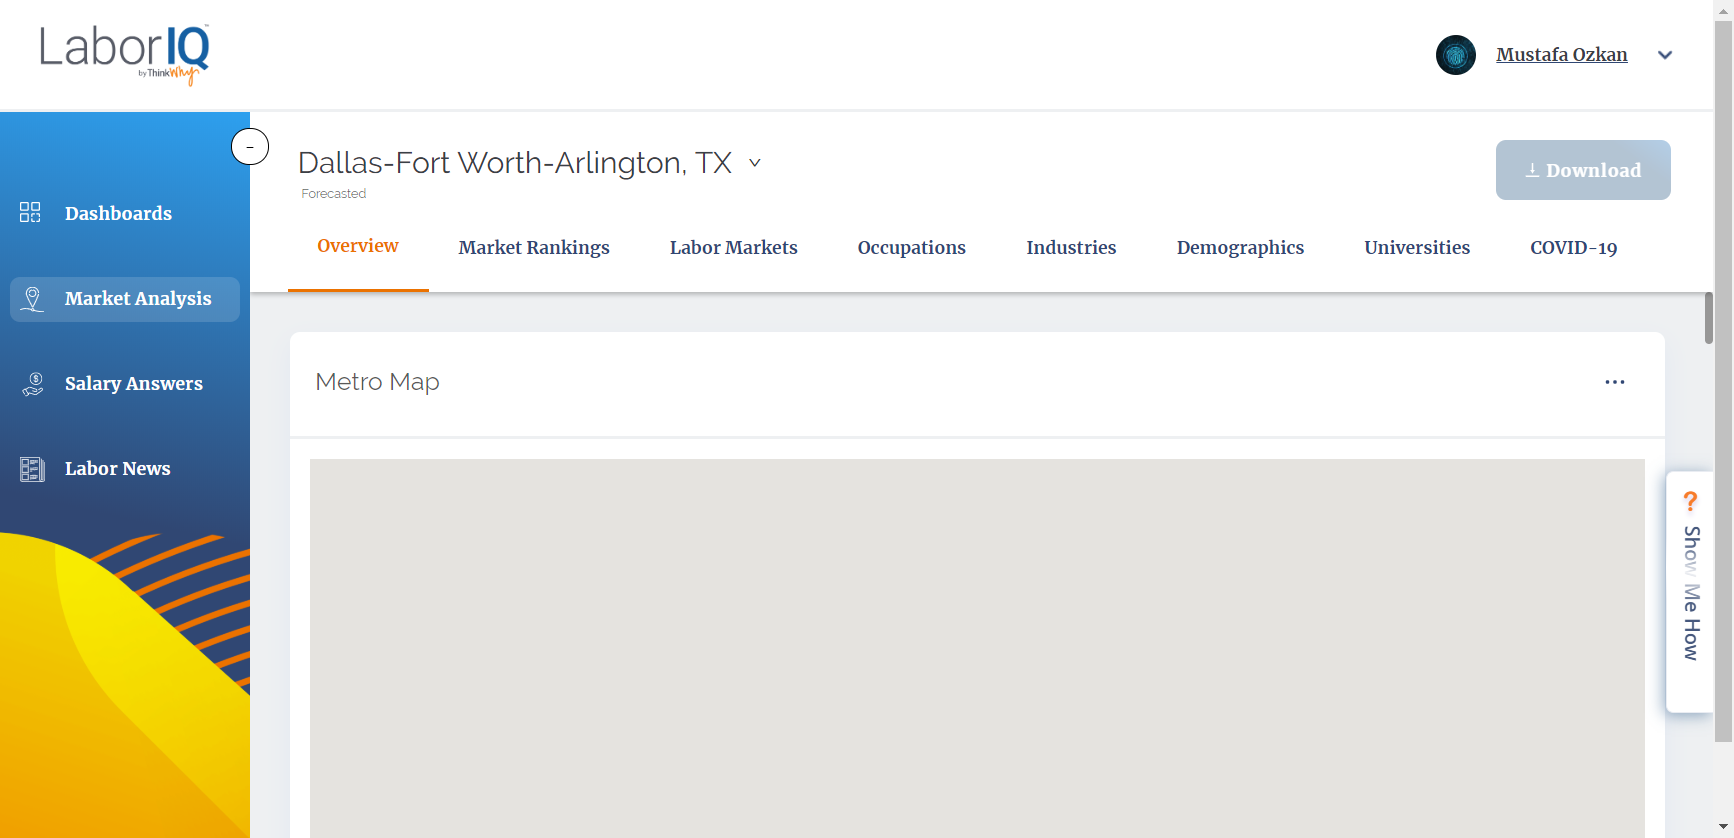 LaborIQ
by ThinkWhy
Mustafa Ozkan
-
Dallas-Fort Worth-Arlington, TX
Forecasted
Download
Overview
Market Rankings
Labor Markets
Occupations
Industries
Demographics
Universities
COVID-19
Dashboards
Market Analysis
Salary Answers
Labor News
Metro Map
...
? Show Me How